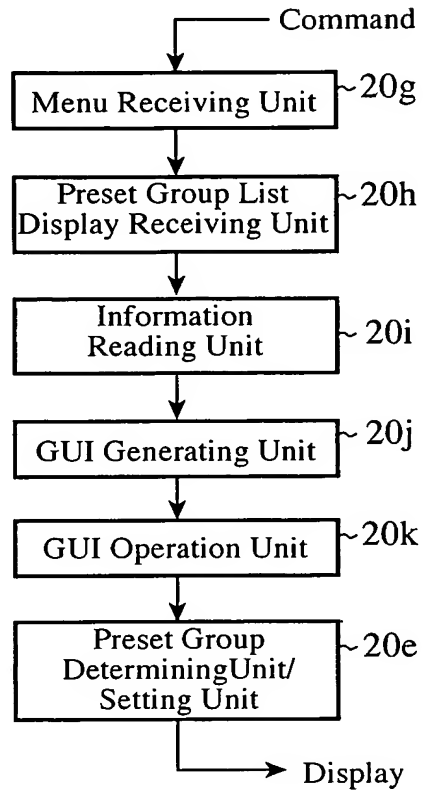 Command
Menu Receiving Unit
20g
Preset Group List
Display Receiving Unit
20h
Information
Reading Unit
20i
GUI Generating Unit
20j
GUI Operation Unit
20k
Preset Group
DeterminingUnit/
Setting Unit
20e
Display